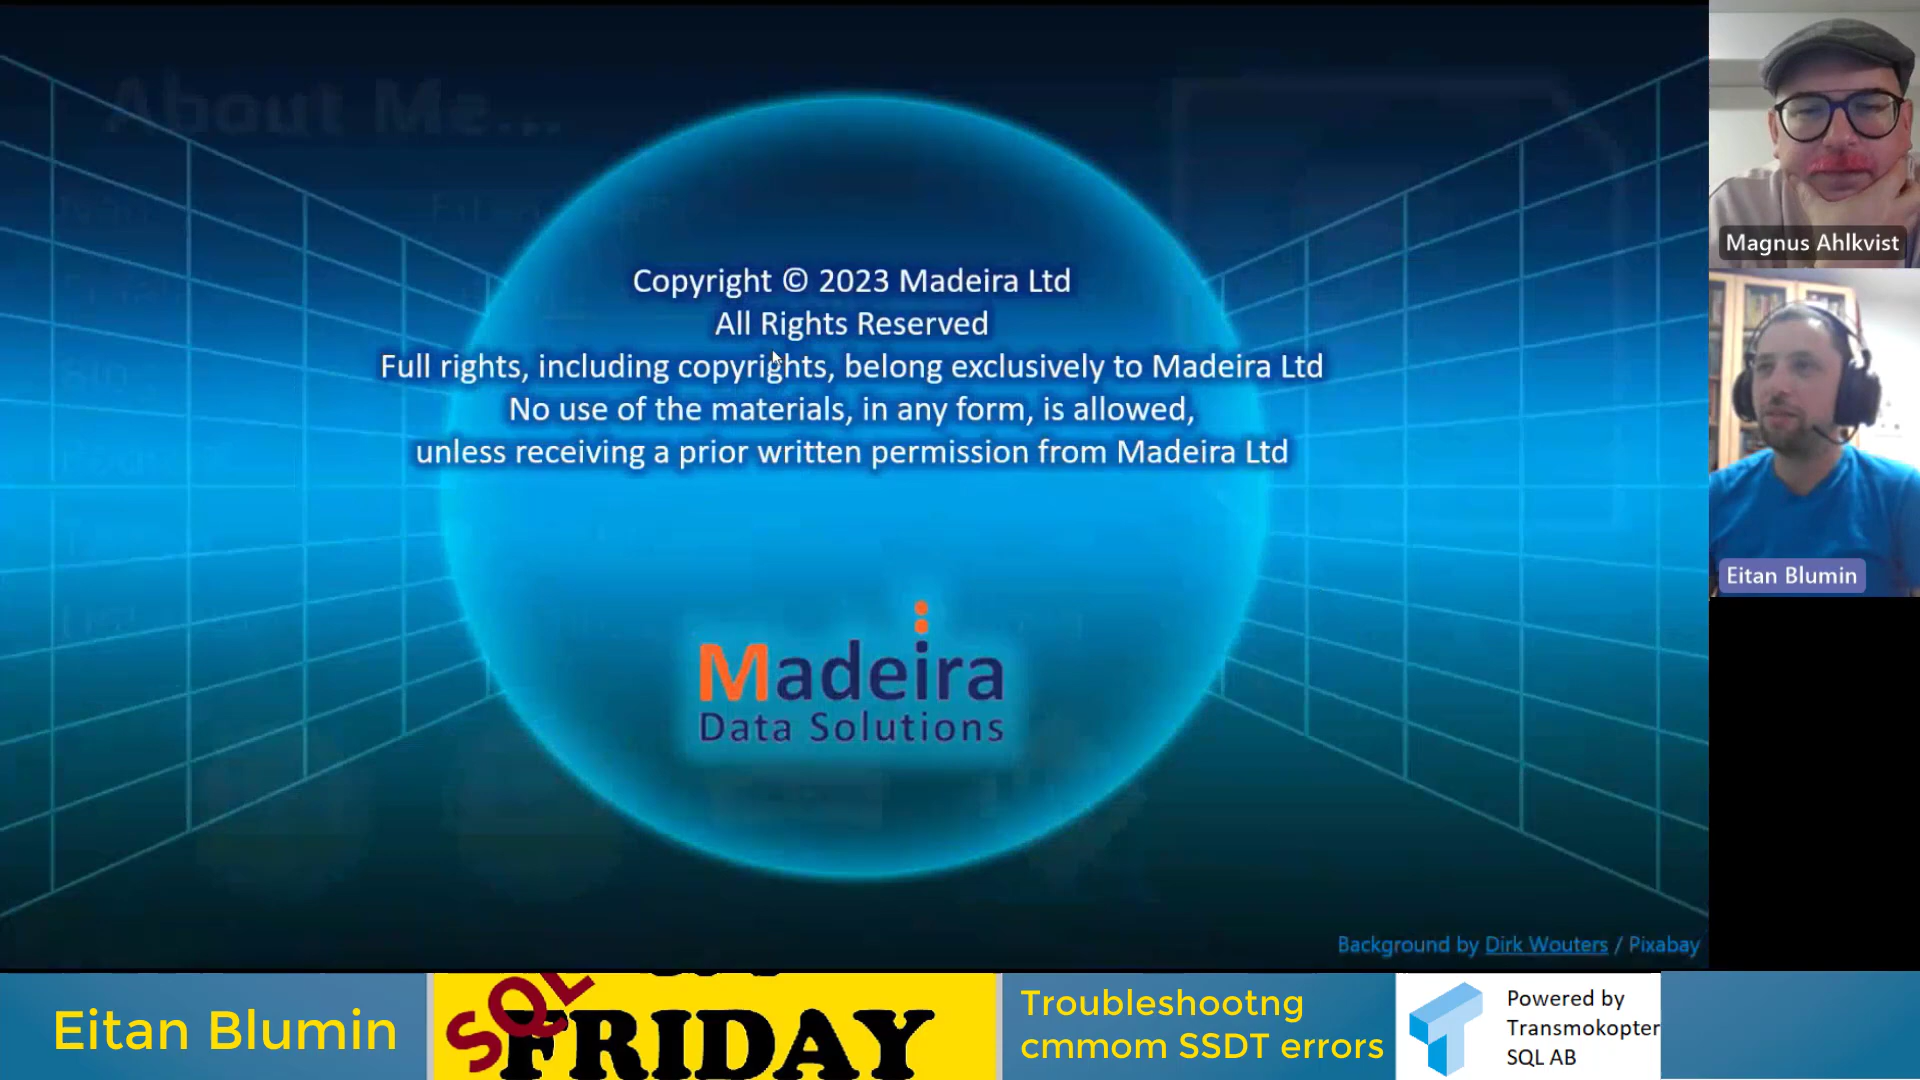 About Me...
Copyright © 2023 Madeira Ltd
All Rights Reserved
Full rights, including copyrights, belong exclusively to Madeira Ltd
No use of the materials, in any form, is allowed,
unless receiving a prior written permission from Madeira Ltd
Madeira
Data Solutions
Background by Dirk Wouters / Pixabay
Magnus Ahlkvist
Eitan Blumin
Eitan Blumin
SQL
FRIDAY
Troubleshootng
cmmom SSDT errors
Powered by
Transmokopter
SQL AB